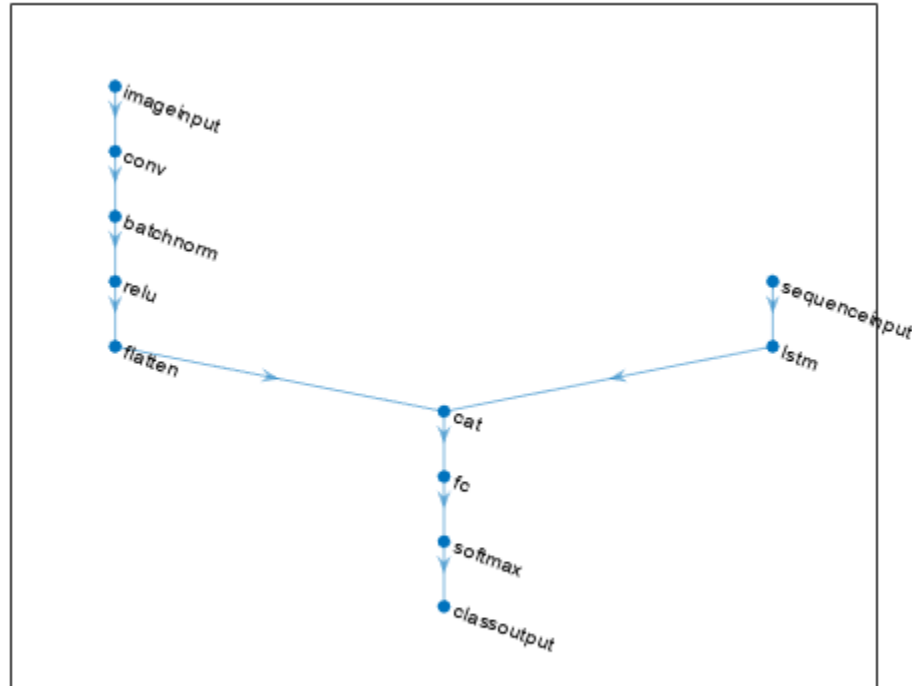 imageinput
conv
batchnorm
relu
sequenceinput
flatten
lstm
cat
fc
softmax
classoutput